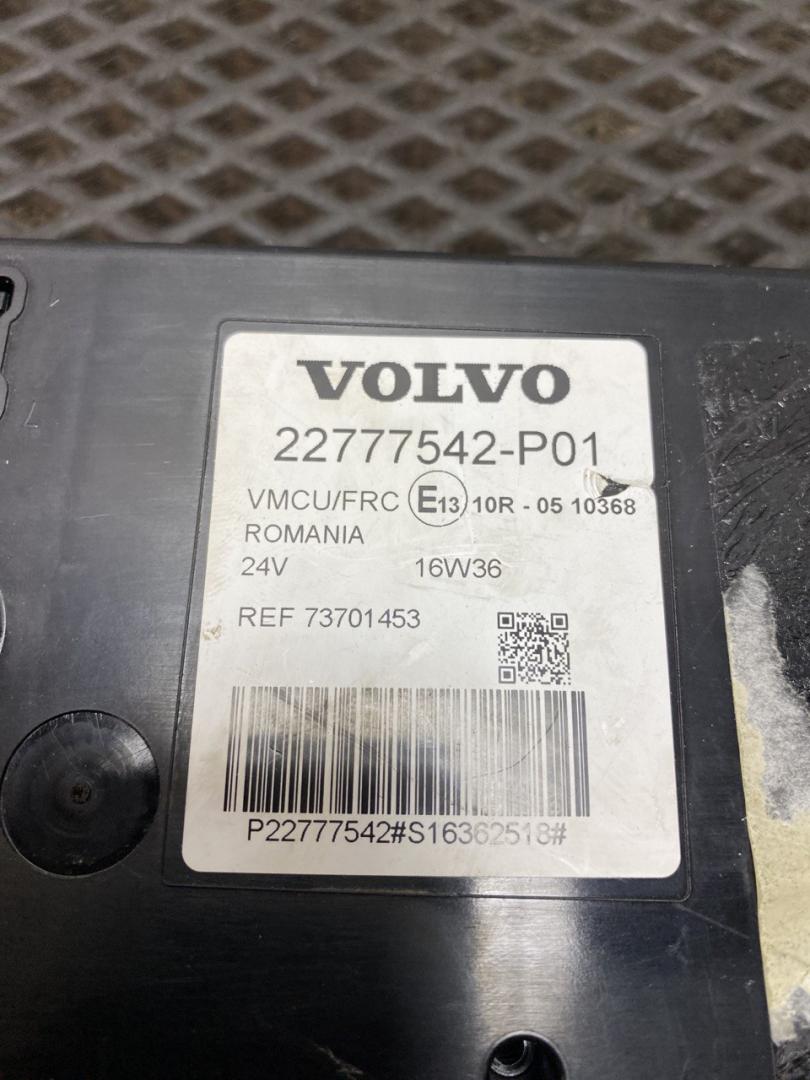 VOLVO
22777542-P01
VMCU/FRC E13 10R - 05 10368
ROMANIA
24V 16W36
REF 73701453
P22777542#S16362518#